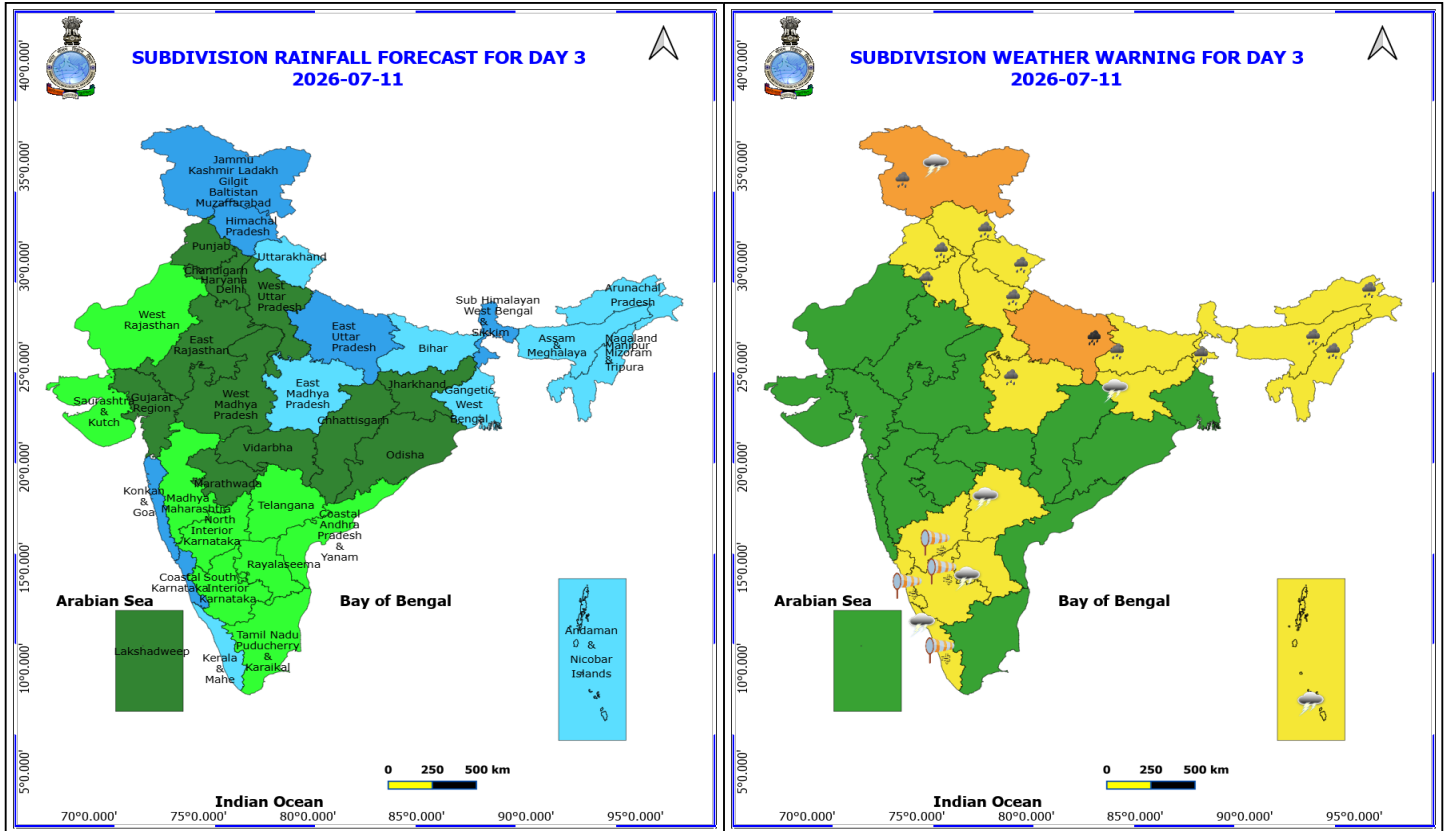 SUBDIVISION RAINFALL FORECAST FOR DAY 3
2026-07-11
40°0.000'
35°0.000'
30°0.000'
25°0.000'
20°0.000'
15°0.000'
10°0.000'
5°0.000'
Jammu
Kashmir Ladakh
Gilgit
Baltistan
Muzaffarabad
Himachal
Pradesh
Punjab
Uttarakhand
Chandigarh
Haryana
Delhi
West
Uttar
Pradesh
West
Rajasthan
East
Rajasthan
East
Uttar
Pradesh
Bihar
Sub Himalayan
West Bengal
&
Sikkim
Arunachal
Pradesh
Assam
&
Meghalaya
Nagaland
Manipur
Mizoram
&
Tripura
Saurashtra
&
Kutch
Gujarat
Region
West
Madhya
Pradesh
East
Madhya
Pradesh
Jharkhand
Gangetic
West
Bengal
Chhattisgarh
Odisha
Vidarbha
Marathwada
Konkan
&
Goa
Madhya
Maharashtra
North
Interior
Karnataka
Telangana
Coastal
Andhra
Pradesh
&
Yanam
Rayalaseema
Coastal
Karnataka
South
Interior
Karnataka
Tamil Nadu
Puducherry
&
Karaikal
Kerala
&
Mahe
Lakshadweep
Andaman
&
Nicobar
Islands
Arabian Sea
Bay of Bengal
Indian Ocean
0 250 500 km
70°0.000' 75°0.000' 80°0.000' 85°0.000' 90°0.000' 95°0.000'
SUBDIVISION WEATHER WARNING FOR DAY 3
2026-07-11
40°0.000'
35°0.000'
30°0.000'
25°0.000'
20°0.000'
15°0.000'
10°0.000'
5°0.000'
Arabian Sea
Bay of Bengal
Indian Ocean
0 250 500 km
70°0.000' 75°0.000' 80°0.000' 85°0.000' 90°0.000' 95°0.000'